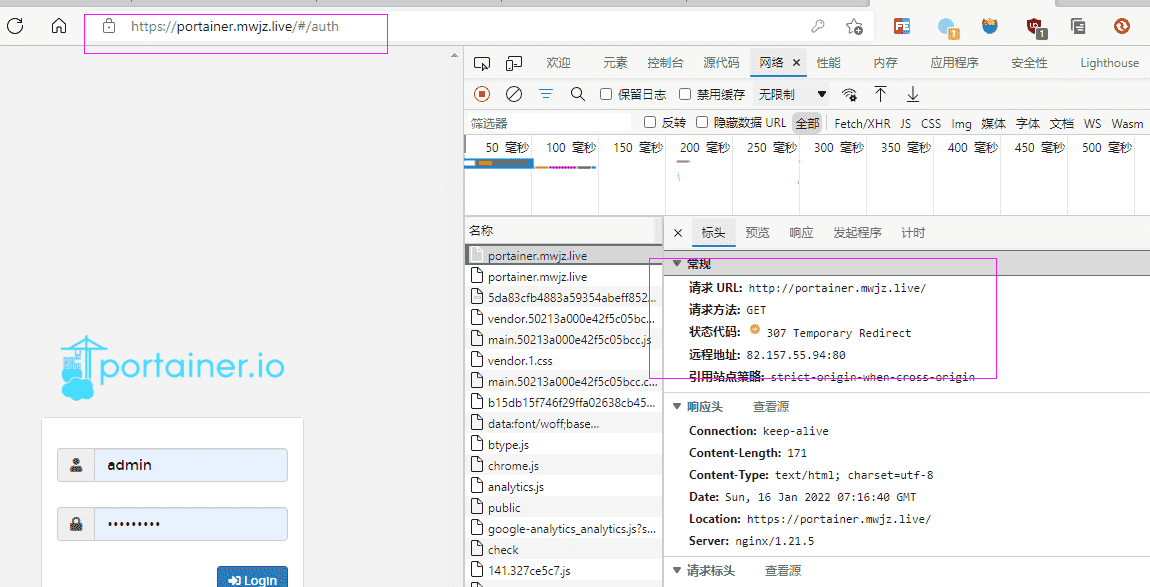 https://portainer.mwjz.live/#/auth
1
欢迎 元素 控制台 源代码 网络 性能 内存 应用程序 安全性 Lighthouse
保留日志 禁用缓存 无限制
筛选器 反转 隐藏数据 URL 全部 Fetch/XHR JS CSS Img 媒体 字体 文档 WS Wasm
50 毫秒 100 毫秒 150 毫秒 200 毫秒 250 毫秒 300 毫秒 350 毫秒 400 毫秒 450 毫秒 500 毫秒
名称
portainer.mwjz.live
portainer.mwjz.live
5da83cfb4883a59354abeff852...
vendor.50213a000e42f5c05bc...
main.50213a000e42f5c05bcc.js
vendor.1.css
main.50213a000e42f5c05bcc.c...
b15db15f746f29ffa02638cb45...
data:font/woff;base...
btype.js
chrome.js
analytics.js
public
google-analytics_analytics.js?s...
check
141.327ce5c7.js
标头 预览 响应 发起程序 计时
常规
请求 URL: http://portainer.mwjz.live/
请求方法: GET
状态代码: 307 Temporary Redirect
远程地址: 82.157.55.94:80
引用站点策略: strict-origin-when-cross-origin
响应头 查看源
Connection: keep-alive
Content-Length: 171
Content-Type: text/html; charset=utf-8
Date: Sun, 16 Jan 2022 07:16:40 GMT
Location: https://portainer.mwjz.live/
Server: nginx/1.21.5
请求标头 查看源
portainer.io
admin
Login